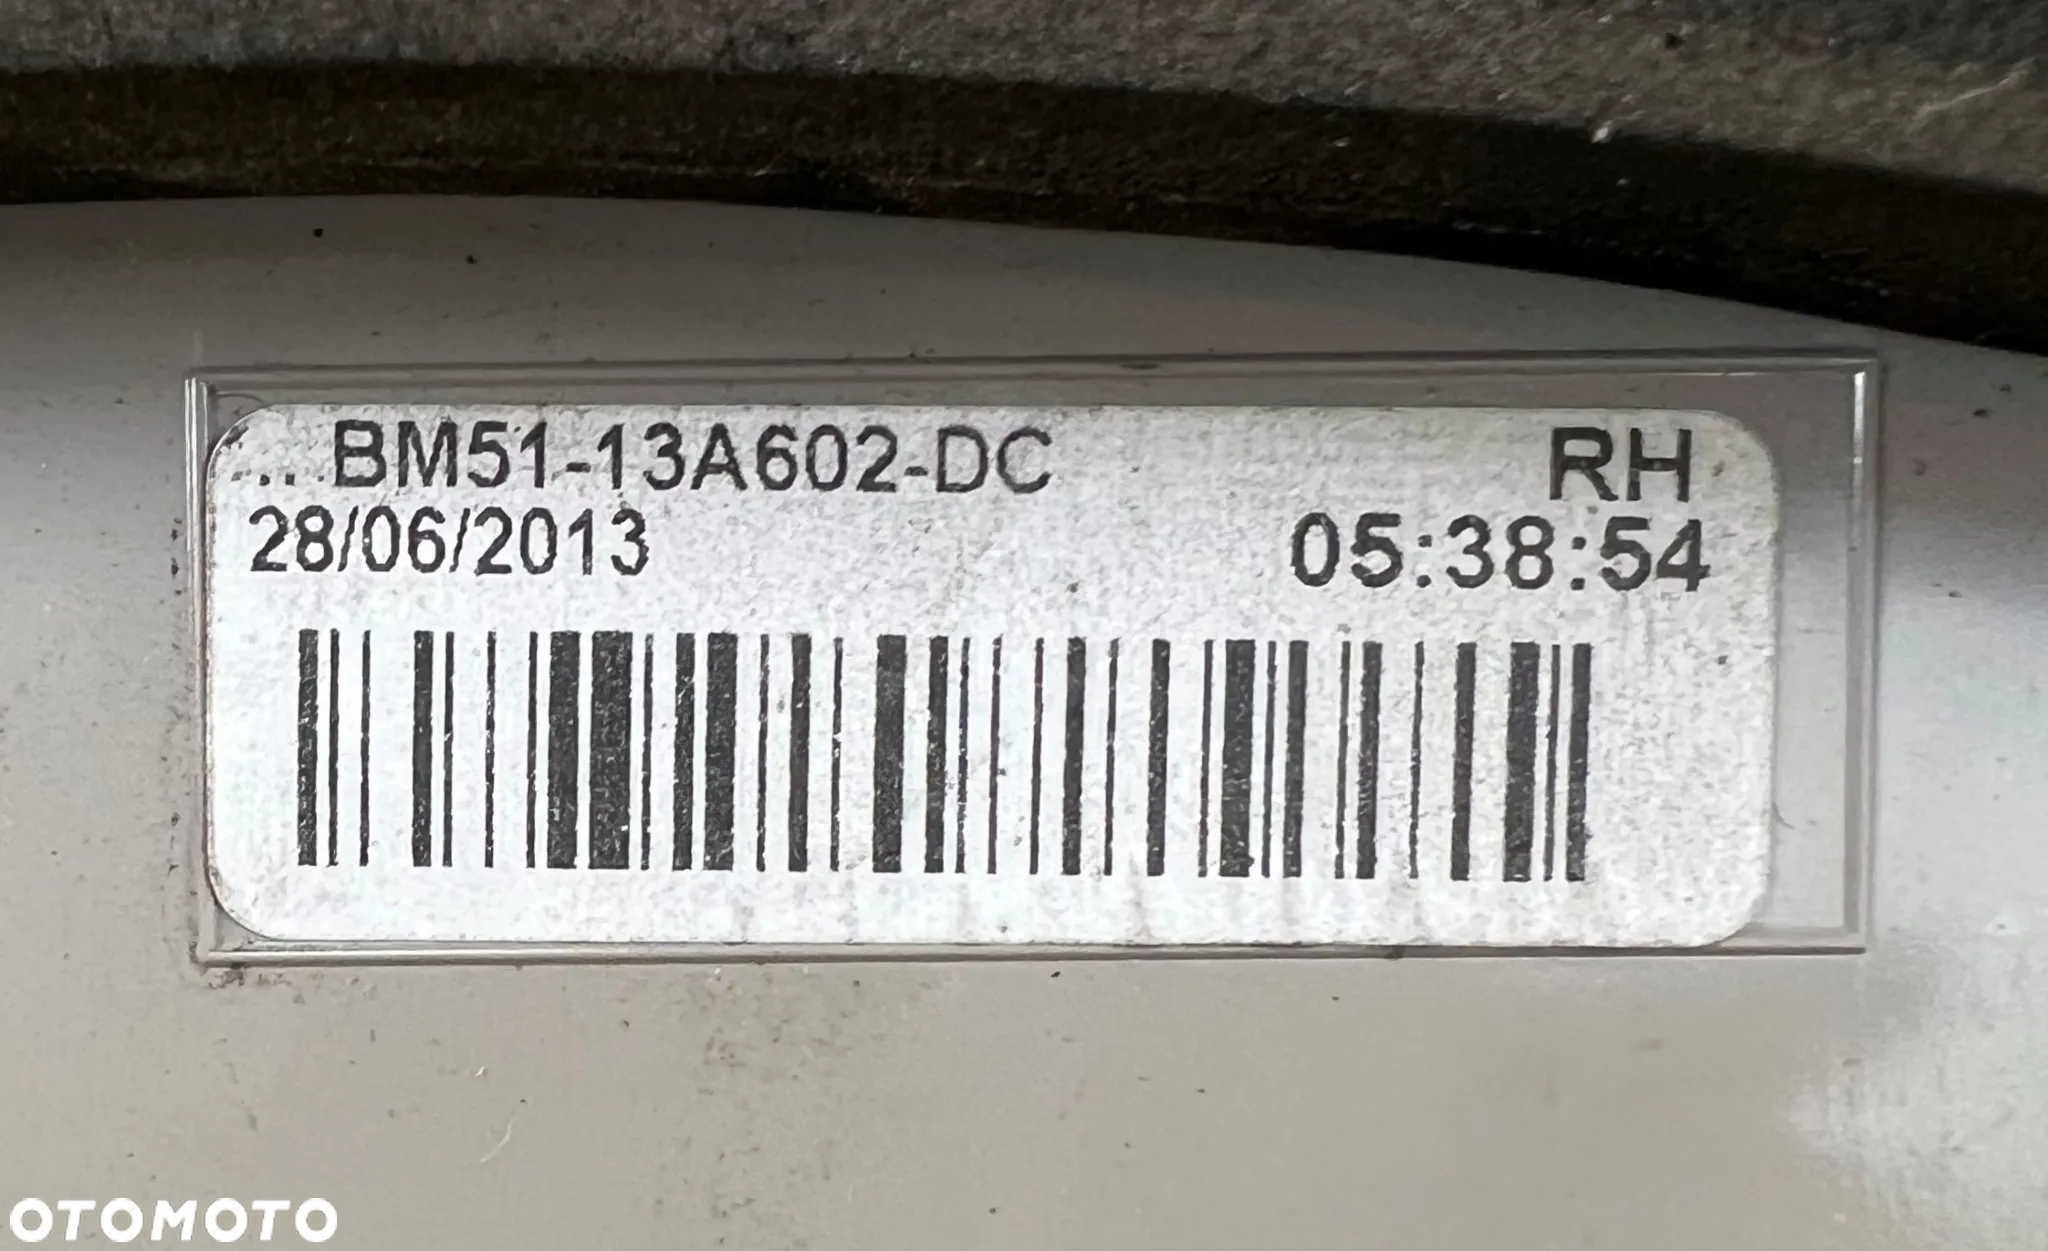 ... BM51-13A602-DC RH
28/06/2013 05:38:54
OTOMOTO